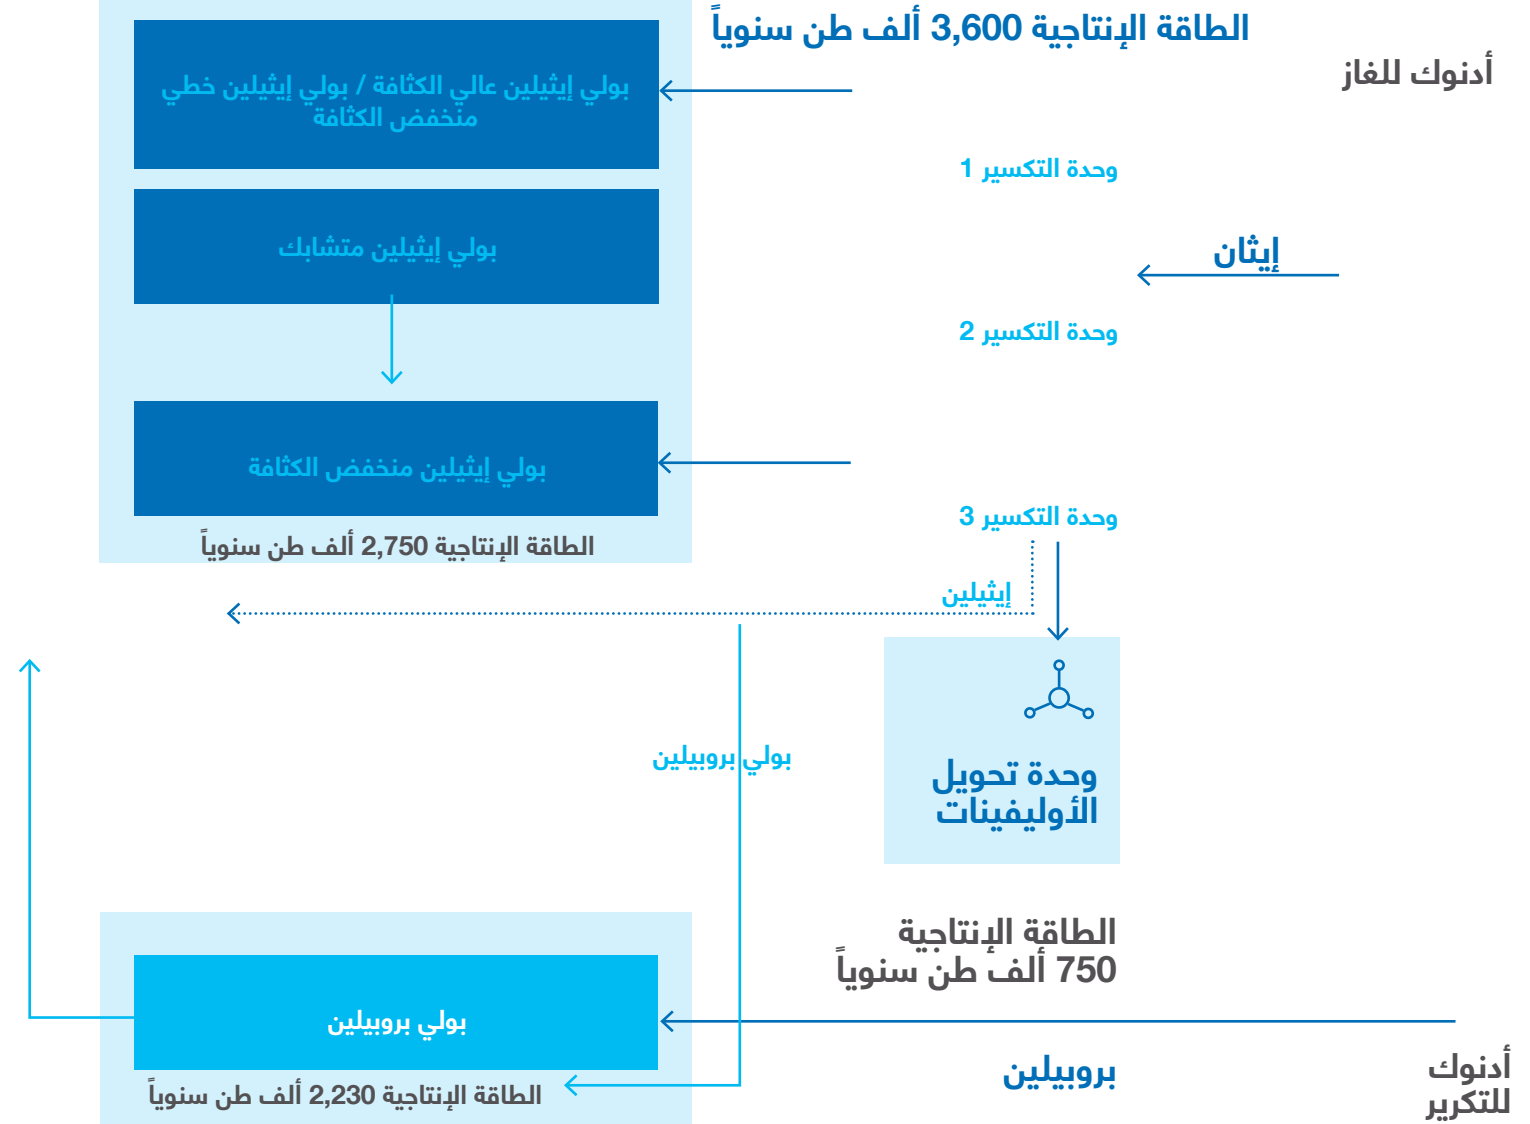 الطاقة الإنتاجية 3,600 ألف طن سنوياً
أدنوك للغاز
بولي إيثيلين عالي الكثافة / بولي إيثيلين خطي
منخفض الكثافة
وحدة التكسير 1
إيثان
بولي إيثيلين متشابك
وحدة التكسير 2
بولي إيثيلين منخفض الكثافة
وحدة التكسير 3
الطاقة الإنتاجية 2,750 ألف طن سنوياً
إيثيلين
بولي بروبيلين
وحدة تحويل
الأوليفينات
الطاقة الإنتاجية
750 ألف طن سنوياً
بولي بروبيلين
أدنوك
للتكرير
بروبيلين
الطاقة الإنتاجية 2,230 ألف طن سنوياً